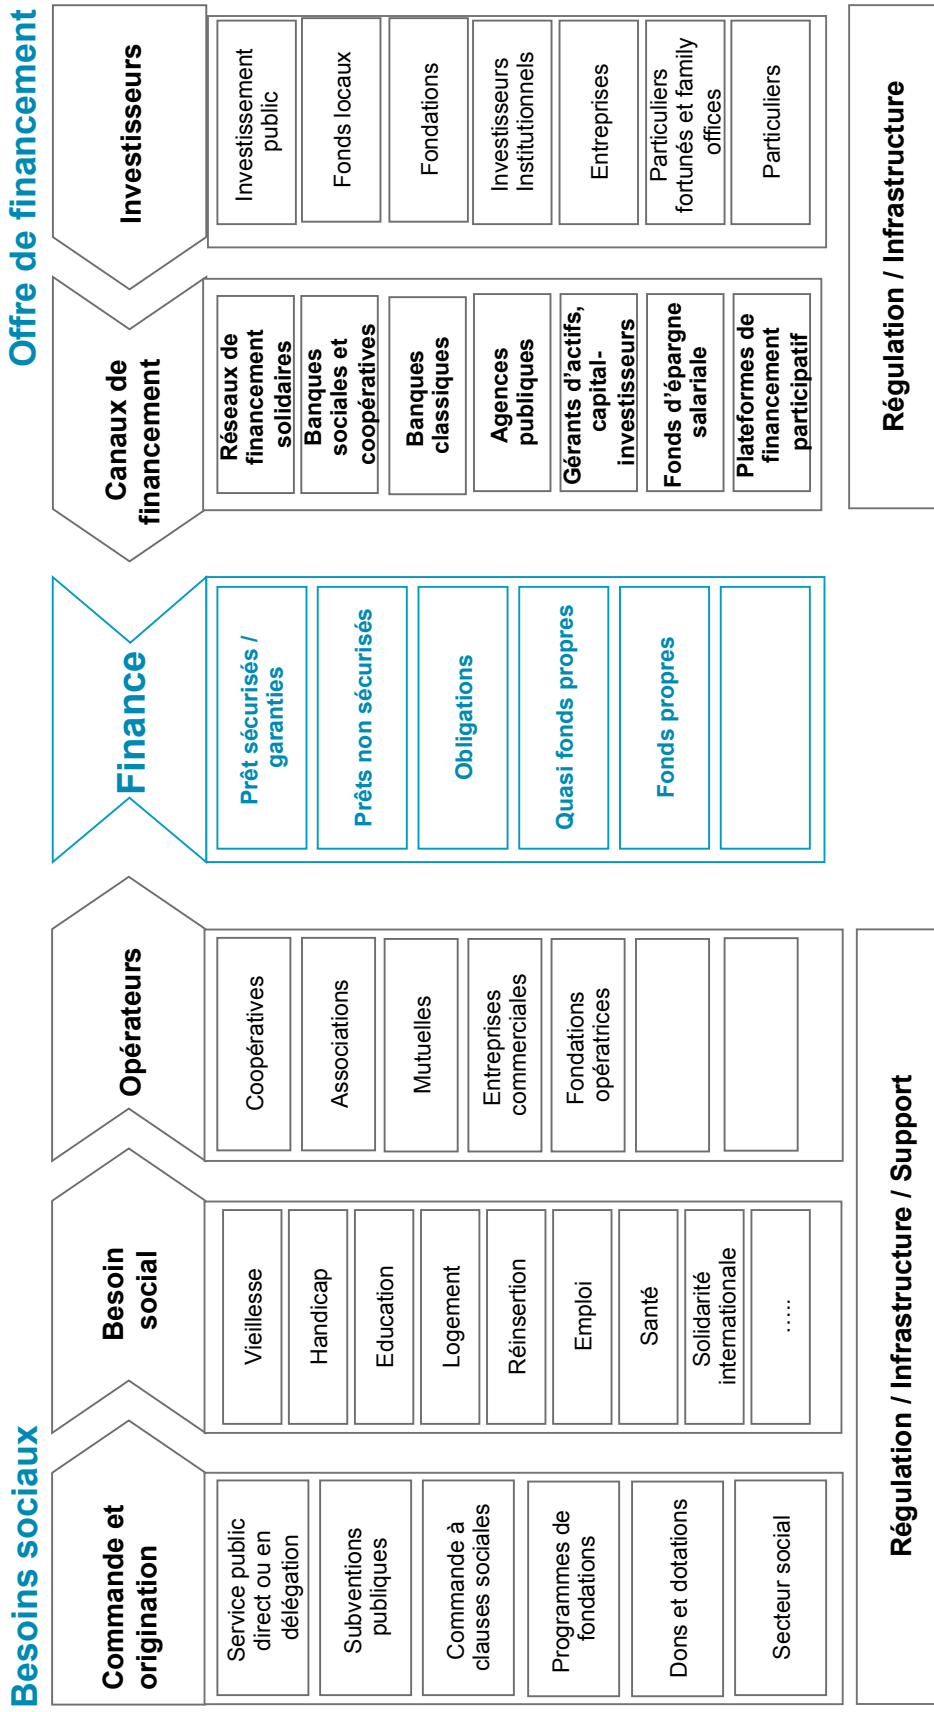 Besoins sociaux
Offre de financement
Commande et
origination
Service public
direct ou en
délégation
Subventions
publiques
Commande à
clauses sociales
Programmes de
fondations
Dons et dotations
Secteur social
Besoin
social
Vieillesse
Handicap
Education
Logement
Réinsertion
Emploi
Santé
Solidarité
internationale
…..
Opérateurs
Coopératives
Associations
Mutuelles
Entreprises
commerciales
Fondations
opératrices
Régulation / Infrastructure / Support
Finance
Prêt sécurisés /
garanties
Prêts non sécurisés
Obligations
Quasi fonds propres
Fonds propres
Canaux de
financement
Réseaux de
financement
solidaires
Banques
sociales et
coopératives
Banques
classiques
Agences
publiques
Gérants d'actifs,
capital-
investisseurs
Fonds d'épargne
salariale
Plateformes de
financement
participatif
Investisseurs
Investissement
public
Fonds locaux
Fondations
Investisseurs
Institutionnels
Entreprises
Particuliers
fortunés et family
offices
Particuliers
Régulation / Infrastructure